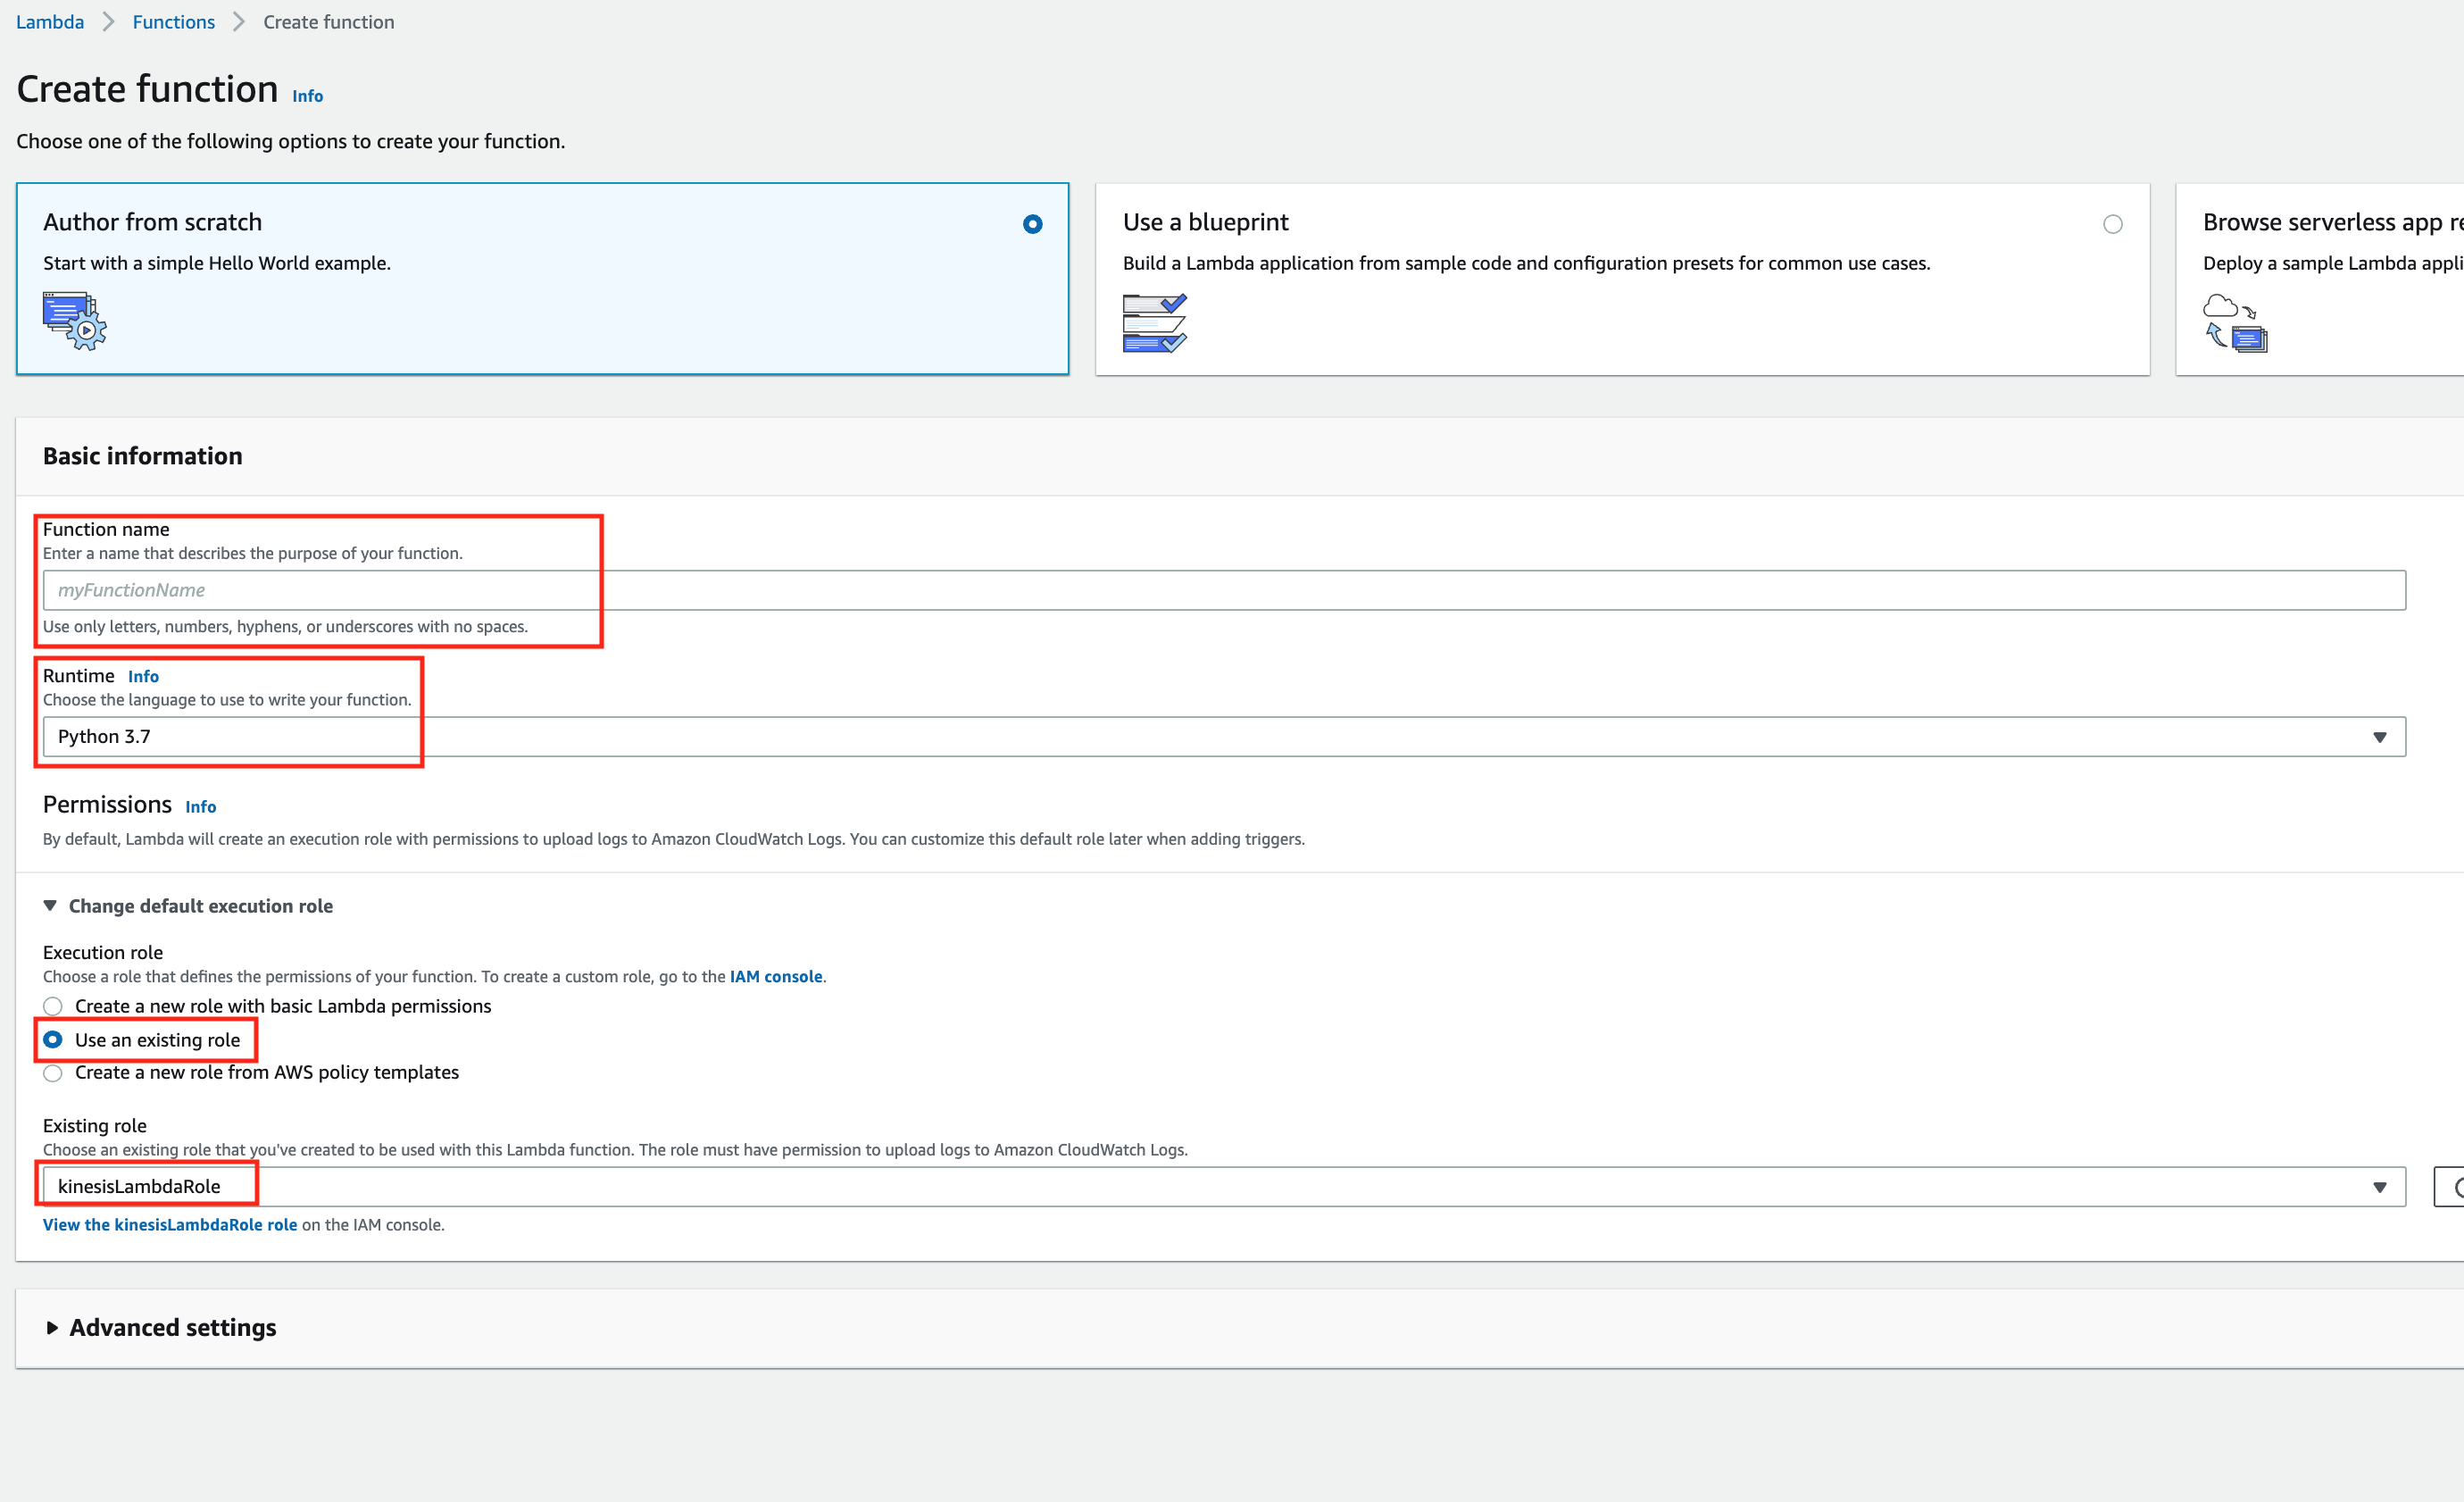 Lambda > Functions > Create function
Create function Info
Choose one of the following options to create your function.
Author from scratch
Start with a simple Hello World example.
Use a blueprint
Build a Lambda application from sample code and configuration presets for common use cases.
Browse serverless app
Deploy a sample Lambda
Basic information
Function name
Enter a name that describes the purpose of your function.
myFunctionName
Use only letters, numbers, hyphens, or underscores with no spaces.
Runtime Info
Choose the language to use to write your function.
Python 3.7
Permissions Info
By default, Lambda will create an execution role with permissions to upload logs to Amazon CloudWatch Logs. You can customize this default role later when adding triggers.
Change default execution role
Execution role
Choose a role that defines the permissions of your function. To create a custom role, go to the IAM console.
Create a new role with basic Lambda permissions
Use an existing role
Create a new role from AWS policy templates
Existing role
Choose an existing role that you've created to be used with this Lambda function. The role must have permission to upload logs to Amazon CloudWatch Logs.
kinesisLambdaRole
View the kinesisLambdaRole role on the IAM console.
Advanced settings